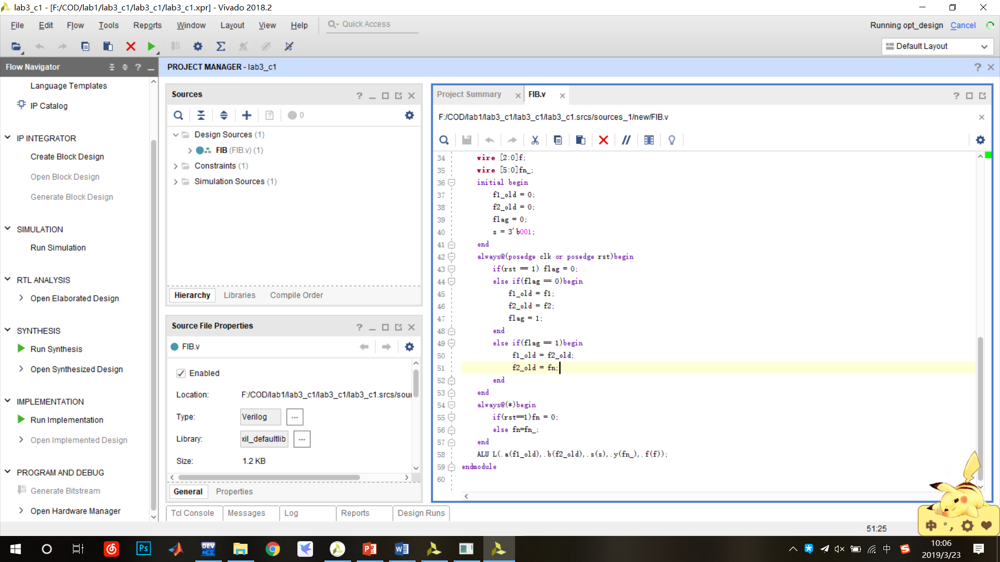 lab3_c1 - [F:/COD/lab1/lab3_c1/lab3_c1/lab3_c1.xpr] - Vivado 2018.2
File Edit Flow Tools Reports Window Layout View Help Quick Access
Running opt_design Cancel
Default Layout
Flow Navigator
Language Templates
IP Catalog
IP INTEGRATOR
Create Block Design
Open Block Design
Generate Block Design
SIMULATION
Run Simulation
RTL ANALYSIS
Open Elaborated Design
SYNTHESIS
Run Synthesis
Open Synthesized Design
IMPLEMENTATION
Run Implementation
Open Implemented Design
PROGRAM AND DEBUG
Generate Bitstream
Open Hardware Manager
PROJECT MANAGER - lab3_c1
Sources
0
Design Sources (1)
FIB (FIB.v) (1)
Constraints (1)
Simulation Sources (1)
Hierarchy Libraries Compile Order
Source File Properties
FIB.v
Enabled
Location: F:/COD/lab1/lab3_c1/lab3_c1/lab3_c1.srcs/sour
Type: Verilog ...
Library: xil_defaultlib ...
Size: 1.2 KB
General Properties
Project Summary FIB.v
F:/COD/lab1/lab3_c1/lab3_c1/lab3_c1.srcs/sources_1/new/FIB.v
34 wire [2:0]f;
35 wire [5:0]fn_;
36 initial begin
37 f1_old = 0;
38 f2_old = 0;
39 flag = 0;
40 s = 3'b001;
41 end
42 always@(posedge clk or posedge rst)begin
43 if(rst == 1) flag = 0;
44 else if(flag == 0)begin
45 f1_old = f1;
46 f2_old = f2;
47 flag = 1;
48 end
49 else if(flag == 1)begin
50 f1_old = f2_old;
51 f2_old = fn;
52 end
53 end
54 always@(*)begin
55 if(rst==1)fn = 0;
56 else fn=fn_;
57 end
58 ALU L(.a(f1_old),.b(f2_old),.s(s),.y(fn_),.f(f));
59 endmodule
60
Tcl Console Messages Log Reports Design Runs
51:25
中 °,
Ps
DEV C++
中
10:06
2019/3/23